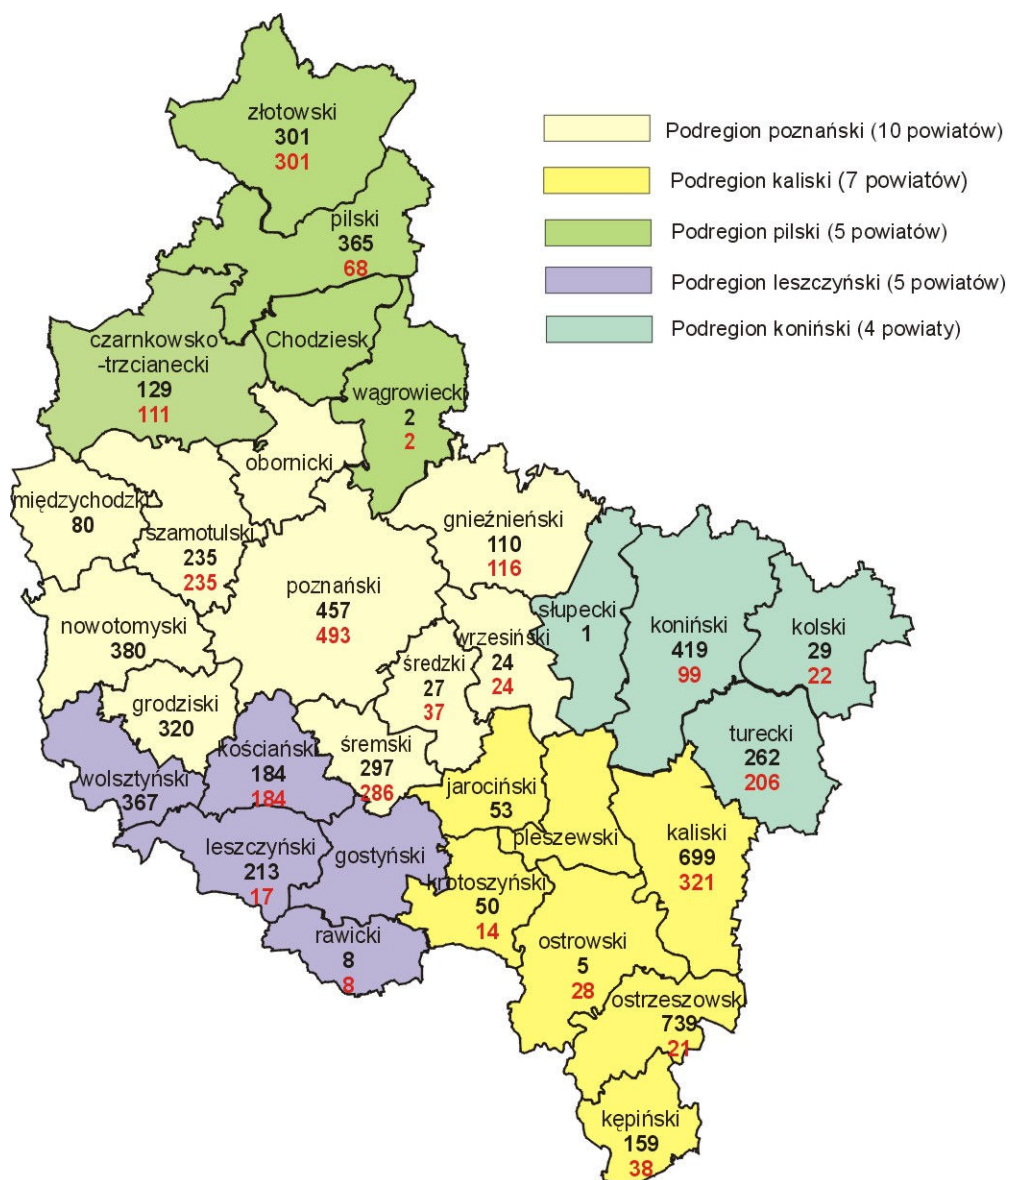 złotowski
301
301
Podregion poznański (10 powiatów)
Podregion kaliski (7 powiatów)
Podregion pilski (5 powiatów)
Podregion leszczyński (5 powiatów)
Podregion koniński (4 powiaty)
pilski
365
68
czarnkowsko
-trzcianecki
129
111
Chodziesk
wągrowiecki
2
2
obornicki
międzychodzki
80
szamotulski
235
235
gnieźnieński
110
116
poznański
457
493
nowotomyski
380
grodziski
320
średzki
27
37
wrzesiński
24
24
słupecki
1
koniński
419
99
kolski
29
22
turecki
262
206
wolsztyński
367
kościański
184
184
śremski
297
286
jarociński
53
pleszewski
kaliski
699
321
leszczyński
213
17
gostyński
krotoszyński
50
14
rawicki
8
8
ostrowski
5
28
ostrzeszowsk
739
21
kępiński
159
38